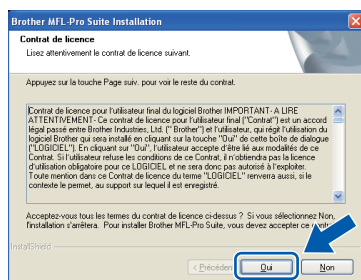 Brother MFL-Pro Suite Installation
Contrat de licence
Lisez attentivement le contrat de licence suivant.
Appuyez sur la touche Page suiv. pour voir le reste du contrat.
Contrat de licence pour l'utilisateur final du logiciel Brother IMPORTANT- A LIRE
ATTENTIVEMENT- Ce contrat de licence pour l'utilisateur final ("Contrat") est un accord
légal passé entre Brother Industries, Ltd. (" Brother") et l'utilisateur, qui régit l'utilisation du
logiciel Brother qui sera installé en cliquant sur la touche "Oui" de cette boîte de dialogue
("LOGICIEL"). En cliquant sur "Oui", l'utilisateur accepte d'être lié aux modalités de ce
Contrat. Si l'utilisateur refuse les conditions de ce Contrat, il n'obtiendra pas la licence
d'utilisation obligatoire pour ce LOGICIEL et ne sera donc pas autorisé à l'exploiter.
Toute mention dans ce Contrat de licence du terme "LOGICIEL" renverra aussi, si le
contexte le permet, au support sur lequel il est enregistré.
Acceptez-vous tous les termes du contrat de licence ci-dessus ? Si vous sélectionnez Non,
l'installation s'arrêtera. Pour installer Brother MFL-Pro Suite, vous devez accepter ce
InstallShield
< Précéden Oui Non